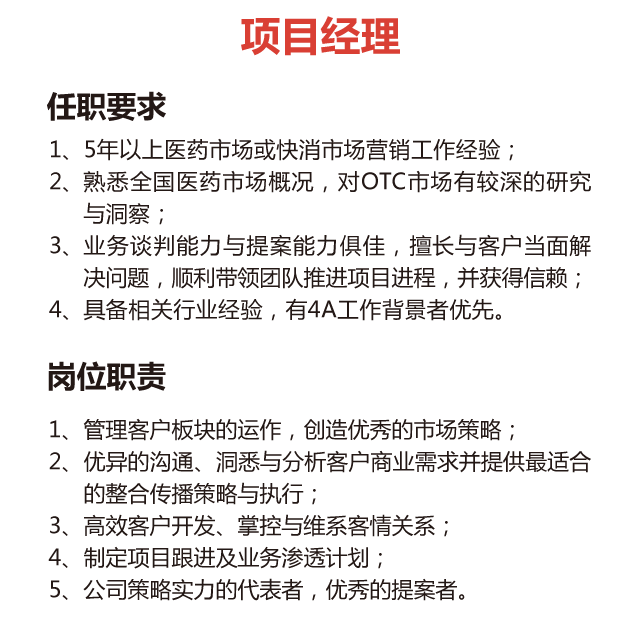 项目经理
任职要求
1、5年以上医药市场或快消市场营销工作经验；
2、熟悉全国医药市场概况，对OTC市场有较深的研究
与洞察；
3、业务谈判能力与提案能力俱佳，擅长与客户当面解
决问题，顺利带领团队推进项目进程，并获得信赖；
4、具备相关行业经验，有4A工作背景者优先。
岗位职责
1、管理客户板块的运作，创造优秀的市场策略；
2、优异的沟通、洞悉与分析客户商业需求并提供最适合
的整合传播策略与执行；
3、高效客户开发、掌控与维系客情关系；
4、制定项目跟进及业务渗透计划；
5、公司策略实力的代表者，优秀的提案者。